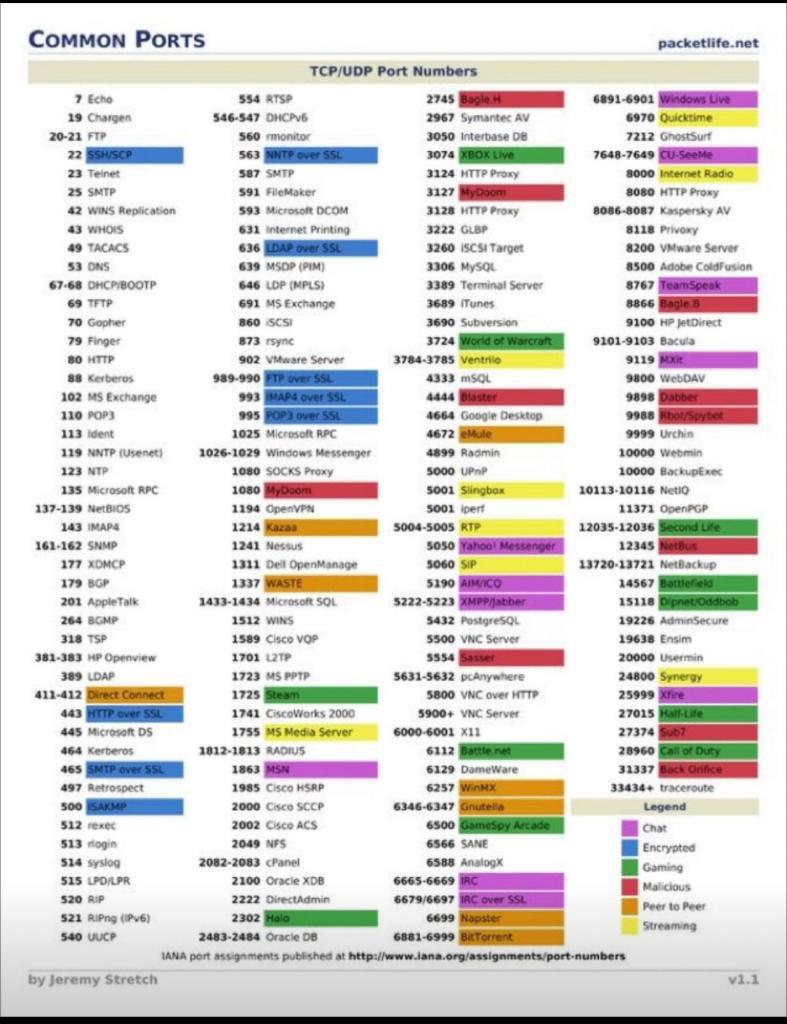 COMMON PORTS
packetlife.net
TCP/UDP Port Numbers
7 Echo
19 Chargen
20-21 FTP
22 SSH/SCP
23 Telnet
25 SMTP
42 WINS Replication
43 WHOIS
49 TACACS
53 DNS
67-68 DHCP/BOOTP
69 TFTP
70 Gopher
79 Finger
80 HTTP
88 Kerberos
102 MS Exchange
110 POP3
113 Ident
119 NNTP (Usenet)
123 NTP
135 Microsoft RPC
137-139 NetBIOS
143 IMAP4
161-162 SNMP
177 XDMCP
179 BGP
201 AppleTalk
264 BGMP
318 TSP
381-383 HP Openview
389 LDAP
411-412 Direct Connect
443 HTTP over SSL
445 Microsoft DS
464 Kerberos
465 SMTP over SSL
497 Retrospect
500 ISAKMP
512 rexec
513 rlogin
514 syslog
515 LPD/LPR
520 RIP
521 RIPng (IPv6)
540 UUCP
554 RTSP
546-547 DHCPv6
560 rmonitor
563 NNTP over SSL
587 SMTP
591 FileMaker
593 Microsoft DCOM
631 Internet Printing
636 LDAP over SSL
639 MSDP (PIM)
646 LDP (MPLS)
691 MS Exchange
860 iSCSI
873 rsync
902 VMware Server
989-990 FTP over SSL
993 IMAP4 over SSL
995 POP3 over SSL
1025 Microsoft RPC
1026-1029 Windows Messenger
1080 SOCKS Proxy
1080 MyDoom
1194 OpenVPN
1214 Kazaa
1241 Nessus
1311 Dell OpenManage
1337 WASTE
1433-1434 Microsoft SQL
1512 WINS
1589 Cisco VQP
1701 L2TP
1723 MS PPTP
1725 Steam
1741 CiscoWorks 2000
1755 MS Media Server
1812-1813 RADIUS
1863 MSN
1985 Cisco HSRP
2000 Cisco SCCP
2002 Cisco ACS
2049 NFS
2082-2083 cPanel
2100 Oracle XDB
2222 DirectAdmin
2302 Halo
2483-2484 Oracle DB
2745 Bagle.H
2967 Symantec AV
3050 Interbase DB
3074 XBOX Live
3124 HTTP Proxy
3127 MyDoom
3128 HTTP Proxy
3222 GLBP
3260 iSCSI Target
3306 MySQL
3389 Terminal Server
3689 iTunes
3690 Subversion
3724 World of Warcraft
3784-3785 Ventrilo
4333 mSQL
4444 Blaster
4664 Google Desktop
4672 eMule
4899 Radmin
5000 UPnP
5001 Slingbox
5001 iperf
5004-5005 RTP
5050 Yahoo! Messenger
5060 SIP
5190 AIM/ICQ
5222-5223 XMPP/Jabber
5432 PostgreSQL
5500 VNC Server
5554 Sasser
5631-5632 pcAnywhere
5800 VNC over HTTP
5900+ VNC Server
6000-6001 X11
6112 Battle.net
6129 DameWare
6257 WinMX
6346-6347 Gnutella
6500 GameSpy Arcade
6566 SANE
6588 AnalogX
6665-6669 IRC
6679/6697 IRC over SSL
6699 Napster
6881-6999 BitTorrent
6891-6901 Windows Live
6970 Quicktime
7212 GhostSurf
7648-7649 CU-SeeMe
8000 Internet Radio
8080 HTTP Proxy
8086-8087 Kaspersky AV
8118 Privoxy
8200 VMware Server
8500 Adobe ColdFusion
8767 TeamSpeak
8866 Bagle.B
9100 HP JetDirect
9101-9103 Bacula
9119 MXit
9800 WebDAV
9898 Dabber
9988 Rbot/Spybot
9999 Urchin
10000 Webmin
10000 BackupExec
10113-10116 NetIQ
11371 OpenPGP
12035-12036 Second Life
12345 NetBus
13720-13721 NetBackup
14567 Battlefield
15118 Dipnet/Oddbob
19226 AdminSecure
19638 Ensim
20000 Usermin
24800 Synergy
25999 Xfire
27015 Half-Life
27374 Sub7
28960 Call of Duty
31337 Back Orifice
33434+ traceroute
Legend
Chat
Encrypted
Gaming
Malicious
Peer to Peer
Streaming
IANA port assignments published at http://www.iana.org/assignments/port-numbers
by Jeremy Stretch
v1.1